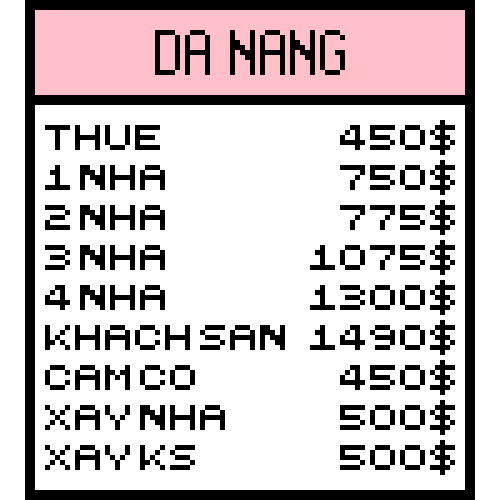 DA NANG
THUE 450$
1 NHA 750$
2 NHA 775$
3 NHA 1075$
4 NHA 1300$
KHACH SAN 1490$
CAM CO 450$
XAY NHA 500$
XAY KS 500$